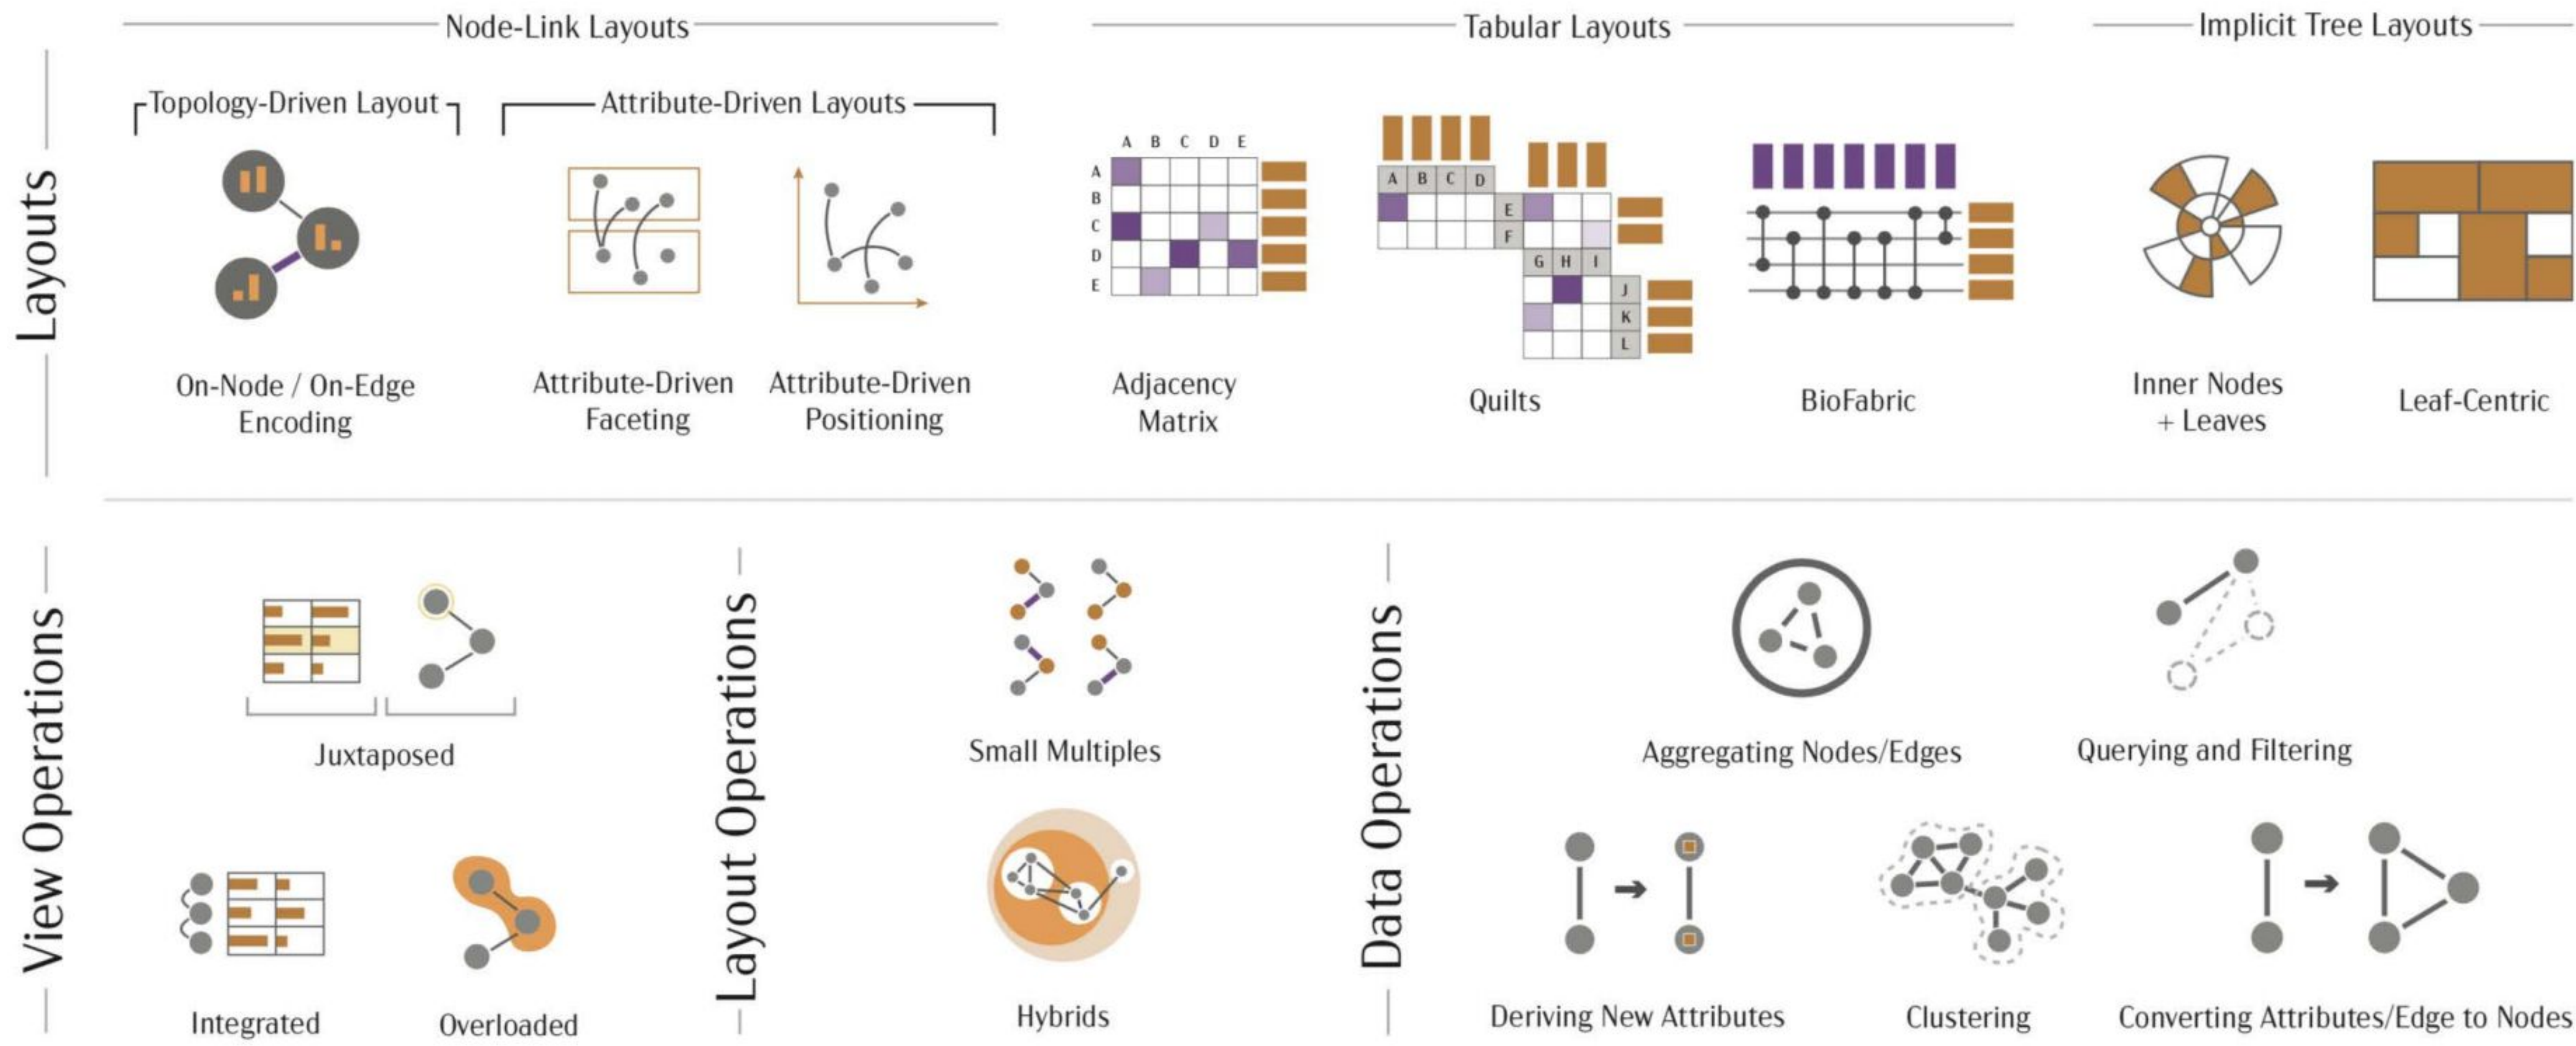 Node-Link Layouts
Tabular Layouts
Implicit Tree Layouts
Layouts
Topology-Driven Layout
Attribute-Driven Layouts
A B C D E
A
B
C
D
E
A B C D
E
F
G H I
J
K
L
On-Node / On-Edge
Encoding
Attribute-Driven
Faceting
Attribute-Driven
Positioning
Adjacency
Matrix
Quilts
BioFabric
Inner Nodes
+ Leaves
Leaf-Centric
View Operations
Juxtaposed
Integrated
Overloaded
Layout Operations
Small Multiples
Hybrids
Data Operations
Aggregating Nodes/Edges
Querying and Filtering
Deriving New Attributes
Clustering
Converting Attributes/Edge to Nodes